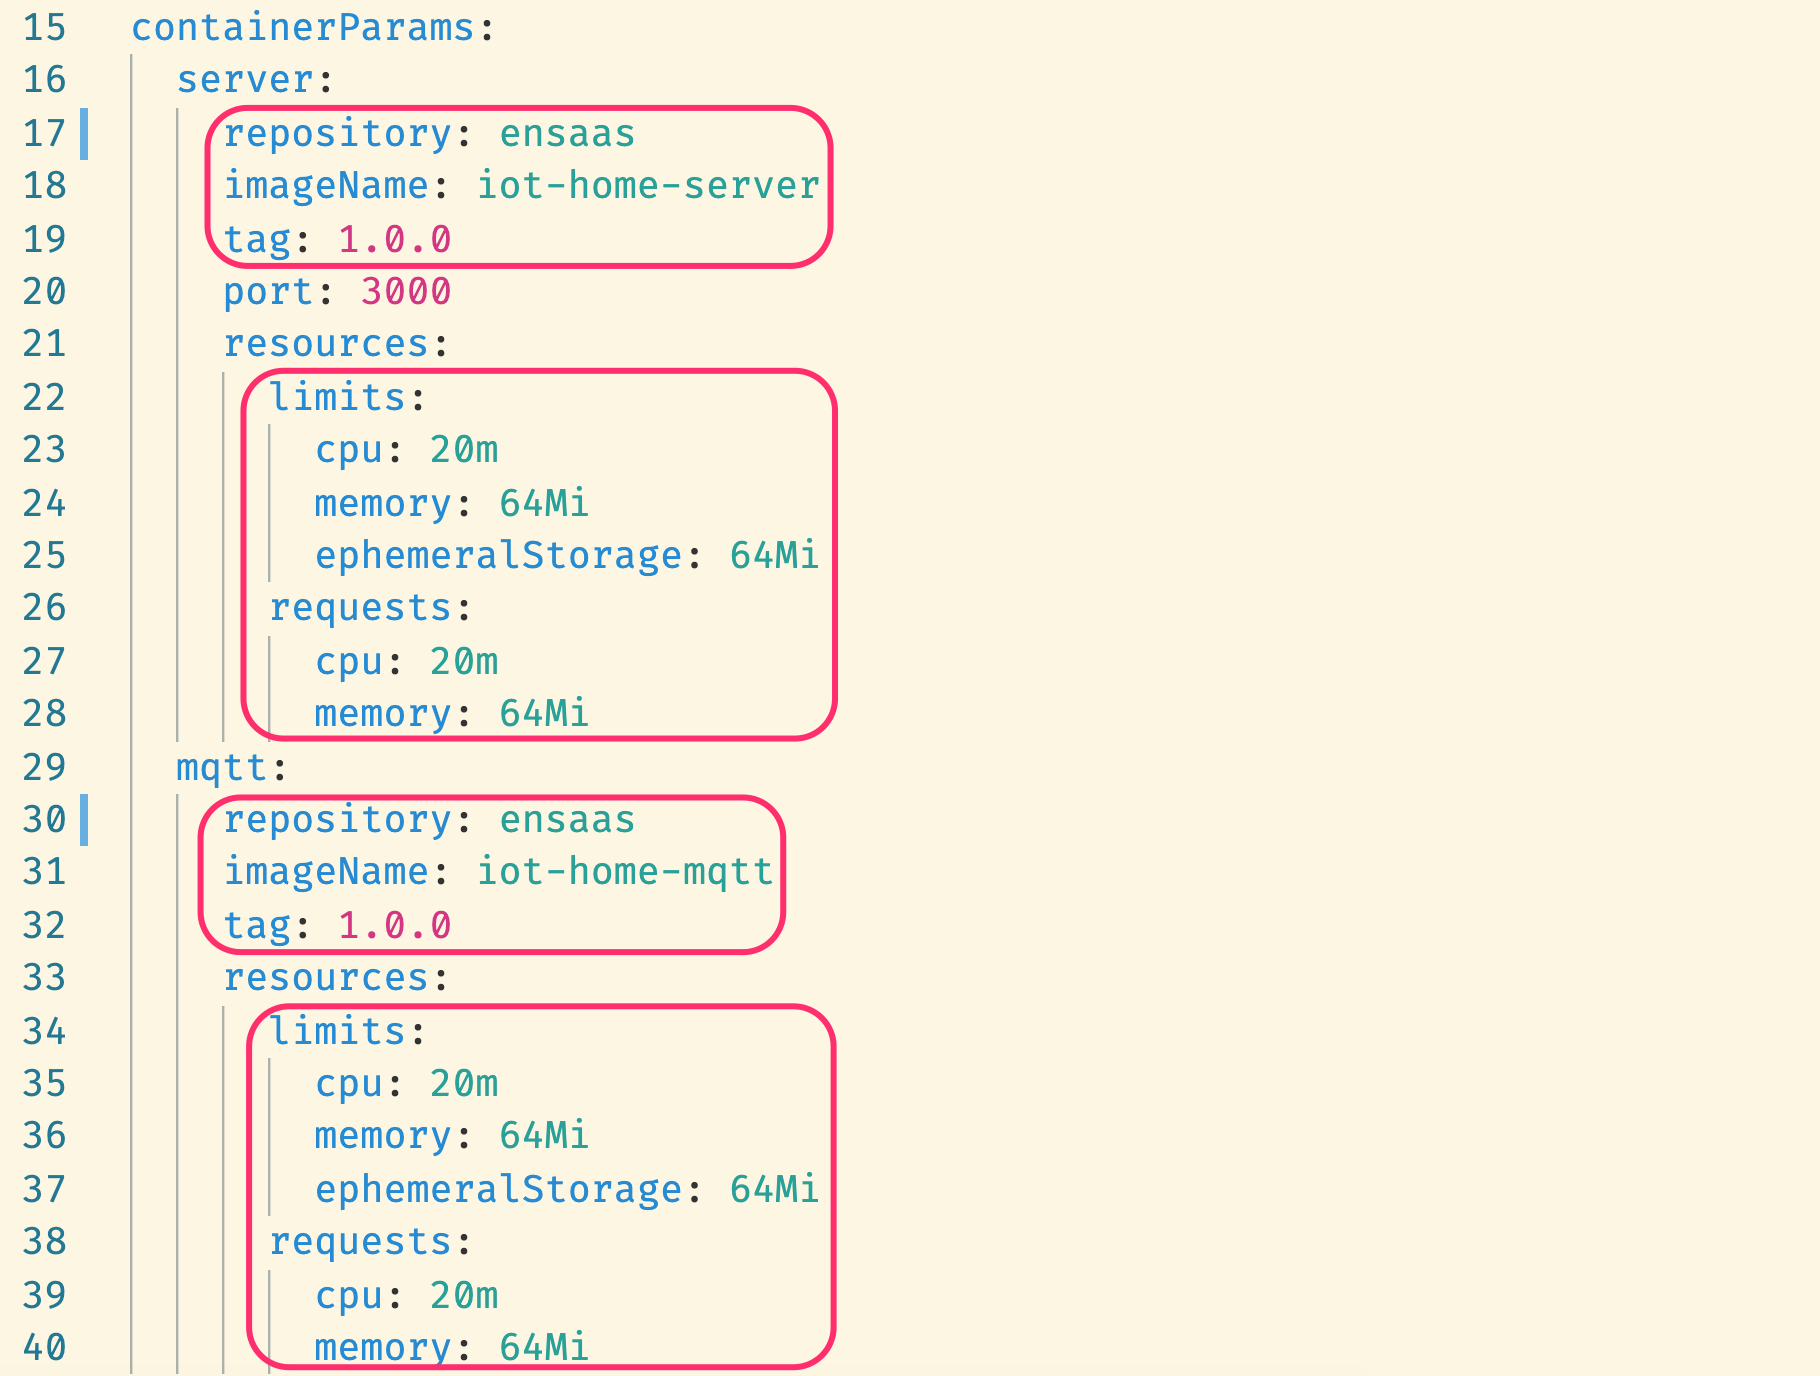 15 containerParams:
16 server:
17 repository: ensaas
18 imageName: iot-home-server
19 tag: 1.0.0
20 port: 3000
21 resources:
22 limits:
23 cpu: 20m
24 memory: 64Mi
25 ephemeralStorage: 64Mi
26 requests:
27 cpu: 20m
28 memory: 64Mi
29 mqtt:
30 repository: ensaas
31 imageName: iot-home-mqtt
32 tag: 1.0.0
33 resources:
34 limits:
35 cpu: 20m
36 memory: 64Mi
37 ephemeralStorage: 64Mi
38 requests:
39 cpu: 20m
40 memory: 64Mi